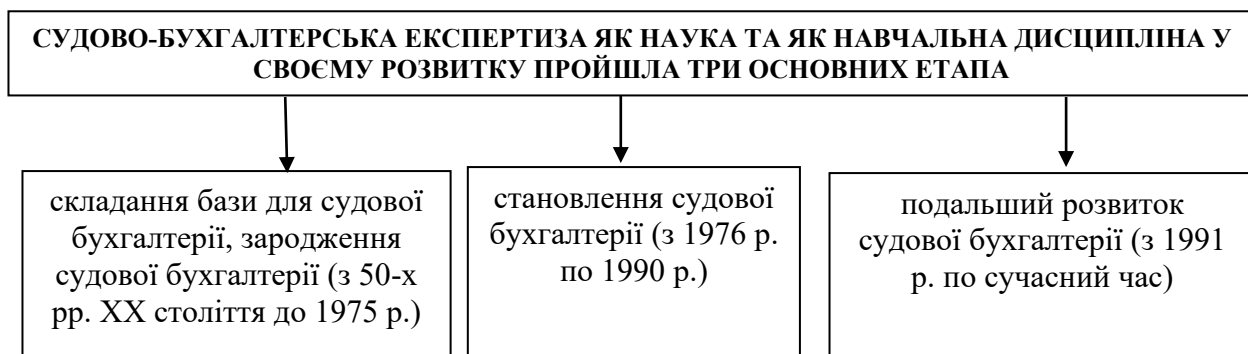 СУДОВО-БУХГАЛТЕРСЬКА ЕКСПЕРТИЗА ЯК НАУКА ТА ЯК НАВЧАЛЬНА ДИСЦИПЛІНА У
СВОЄМУ РОЗВИТКУ ПРОЙШЛА ТРИ ОСНОВНИХ ЕТАПА
складання бази для судової
бухгалтерії, зародження
судової бухгалтерії (з 50-х
рр. ХХ століття до 1975 р.)
становлення судової
бухгалтерії (з 1976 р.
по 1990 р.)
подальший розвиток
судової бухгалтерії (з 1991
р. по сучасний час)